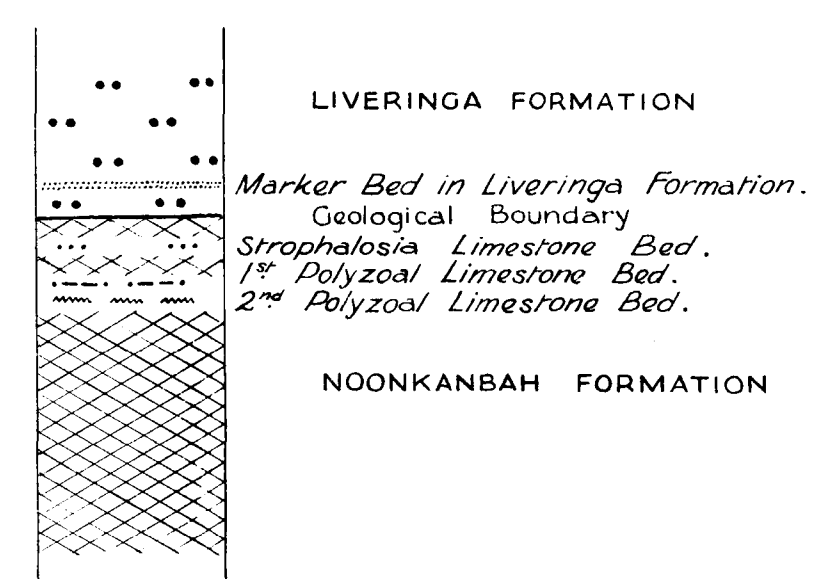 LIVERINGA FORMATION
Marker Bed in Liveringa Formation.
Geological Boundary
Strophalosia Limestone Bed.
1st Polyzoal Limestone Bed.
2nd Polyzoal Limestone Bed.
NOONKANBAH FORMATION